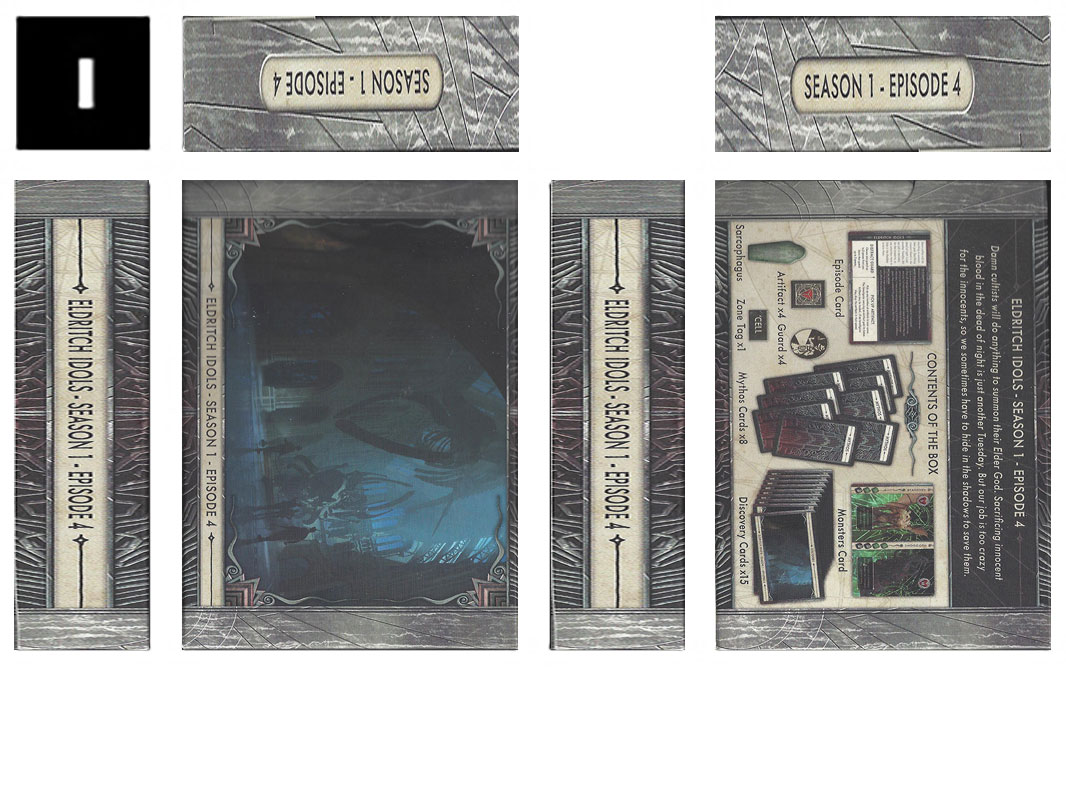 SEASON 1 - EPISODE 4
SEASON 1 - EPISODE 4
ELDRITCH IDOLS - SEASON 1 - EPISODE 4
ELDRITCH IDOLS - SEASON 1 - EPISODE 4
ELDRITCH IDOLS - SEASON 1 - EPISODE 4
ELDRITCH IDOLS - SEASON 1 - EPISODE 4
Damn cultists will do anything to summon their Elder God. Sacrificing innocent
blood in the dead of night is just another Tuesday. But our job is too crazy
for the innocents, so we sometimes have to hide in the shadows to save them.
CONTENTS OF THE BOX
Episode Card
Monsters Card
Artifact x4
Guard x4
'CELL
Sarcophagus
Zone Tag x1
Mythos Cards x8
Discovery Cards x15